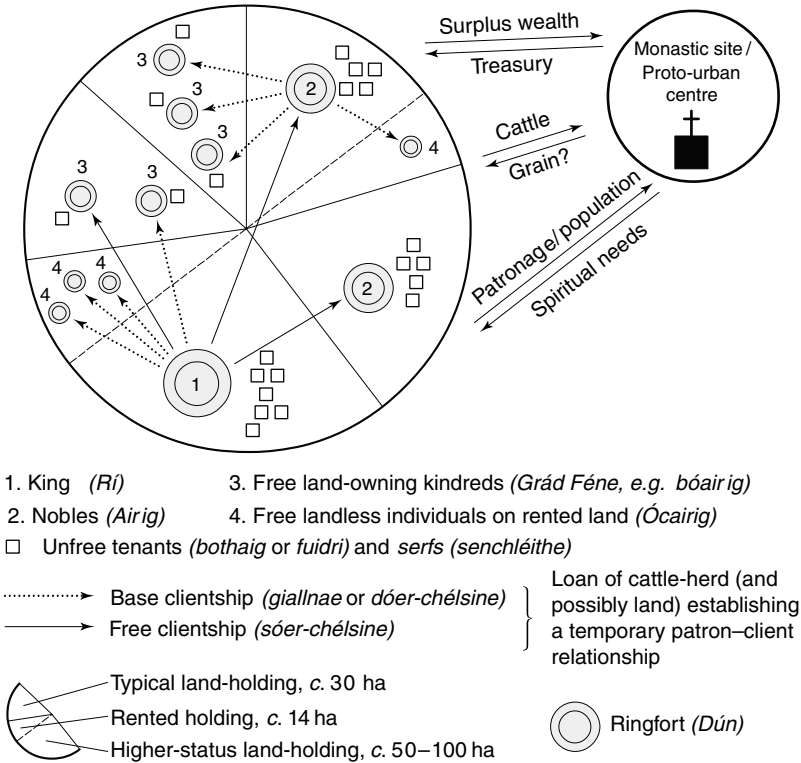 Surplus wealth
Treasury
Monastic site /
Proto-urban
centre
Cattle
Grain?
Patronage/population
Spiritual needs
3
3
3
2
4
3
3
4
4
4
2
1
1. King (Rí)
3. Free land-owning kindreds (Grád Féne, e.g. bóairig)
2. Nobles (Airig)
4. Free landless individuals on rented land (Ócairig)
Unfree tenants (bothaig or fuidri) and serfs (senchléithe)
Base clientship (giallnae or dóer-chélsine)
Free clientship (sóer-chélsine)
Loan of cattle-herd (and
possibly land) establishing
a temporary patron–client
relationship
Typical land-holding, c. 30 ha
Rented holding, c. 14 ha
Higher-status land-holding, c. 50–100 ha
Ringfort (Dún)